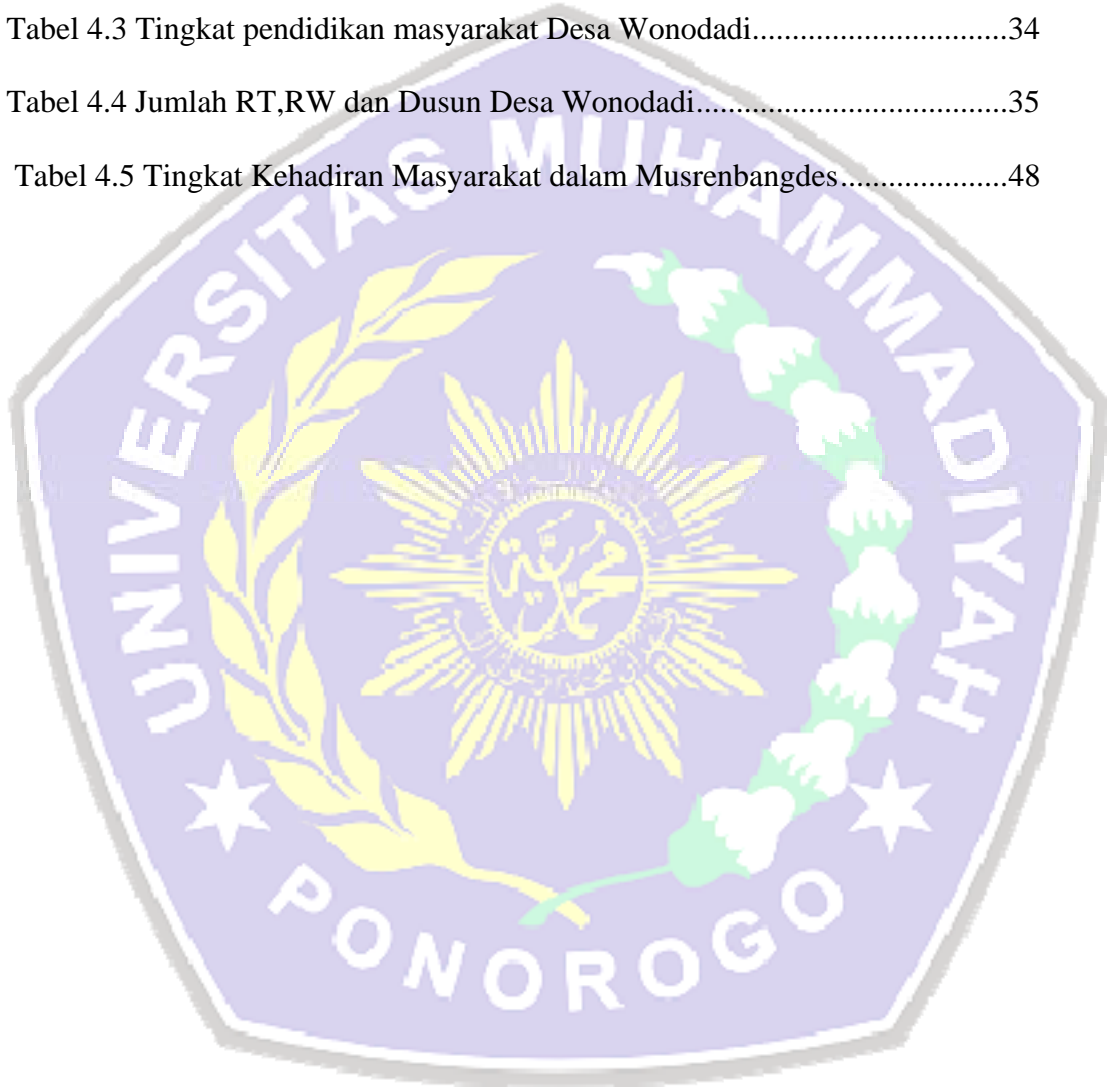 Tabel 4.3 Tingkat pendidikan masyarakat Desa Wonodadi................................34
Tabel 4.4 Jumlah RT,RW dan Dusun Desa Wonodadi.......................................35
Tabel 4.5 Tingkat Kehadiran Masyarakat dalam Musrenbangdes.....................48
UNIVERSITAS MUHAMMADIYAH
PONOROGO
محمدية